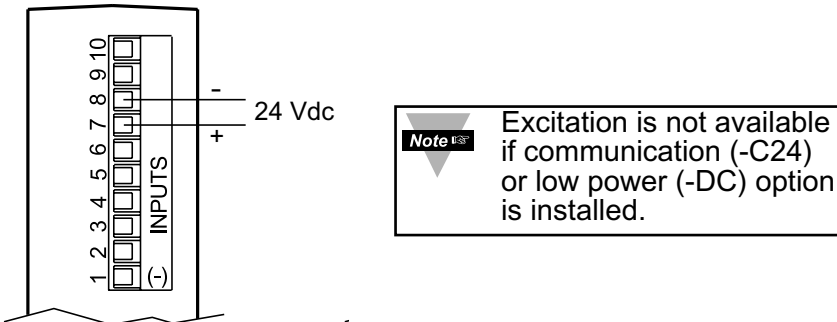 10
9
8
7
6
5
4
3
2
1
INPUTS
(-)
-
24 Vdc
+
Note
Excitation is not available
if communication (-C24)
or low power (-DC) option
is installed.